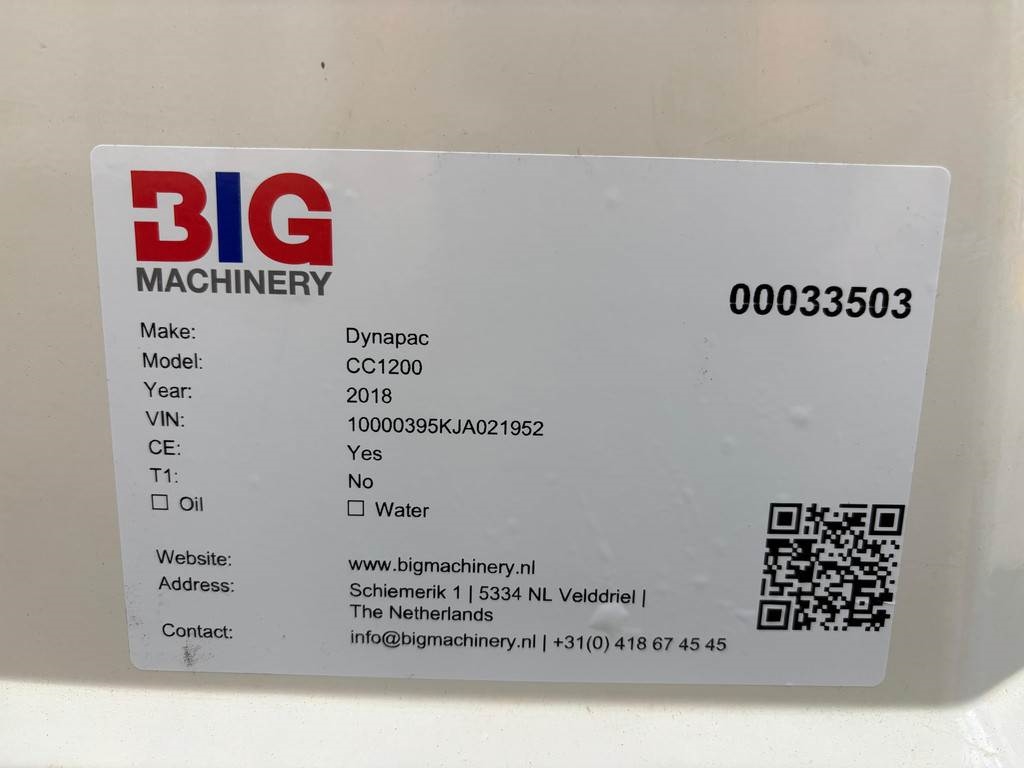 BIG
MACHINERY
00033503
Make: Dynapac
Model: CC1200
Year: 2018
VIN: 10000395KJA021952
CE: Yes
T1: No
☐ Oil ☐ Water
Website: www.bigmachinery.nl
Address: Schiemerik 1 | 5334 NL Velddriel |
The Netherlands
Contact: info@bigmachinery.nl | +31(0) 418 67 45 45